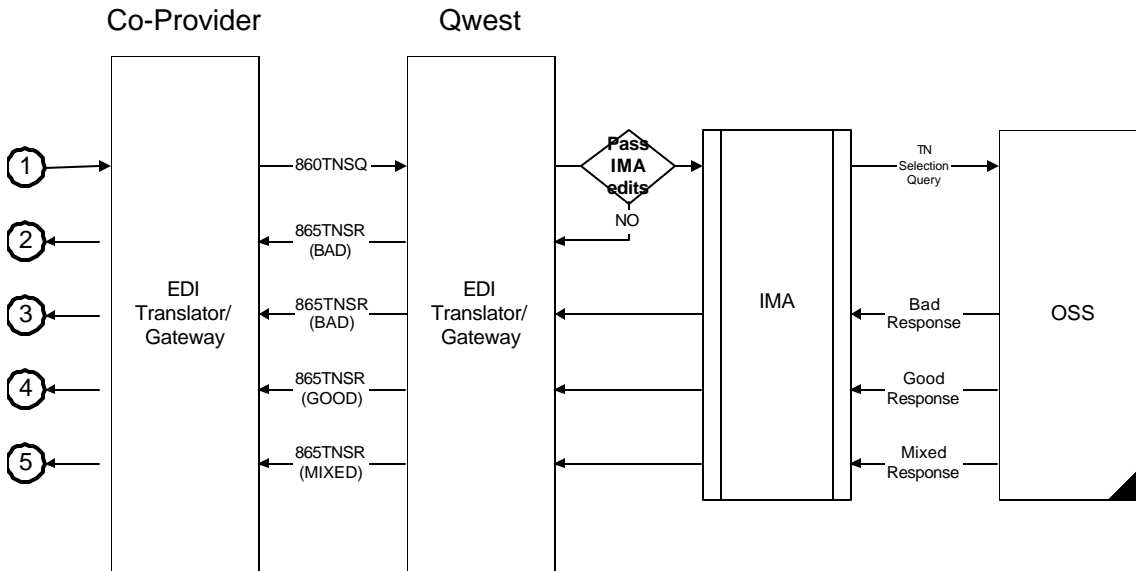 Co-Provider
Qwest
1
860TNSQ
Pass
IMA
edits
TN
Selection
Query
NO
2
865TNSR
(BAD)
EDI
Translator/
Gateway
EDI
Translator/
Gateway
IMA
OSS
3
865TNSR
(BAD)
Bad
Response
4
865TNSR
(GOOD)
Good
Response
5
865TNSR
(MIXED)
Mixed
Response